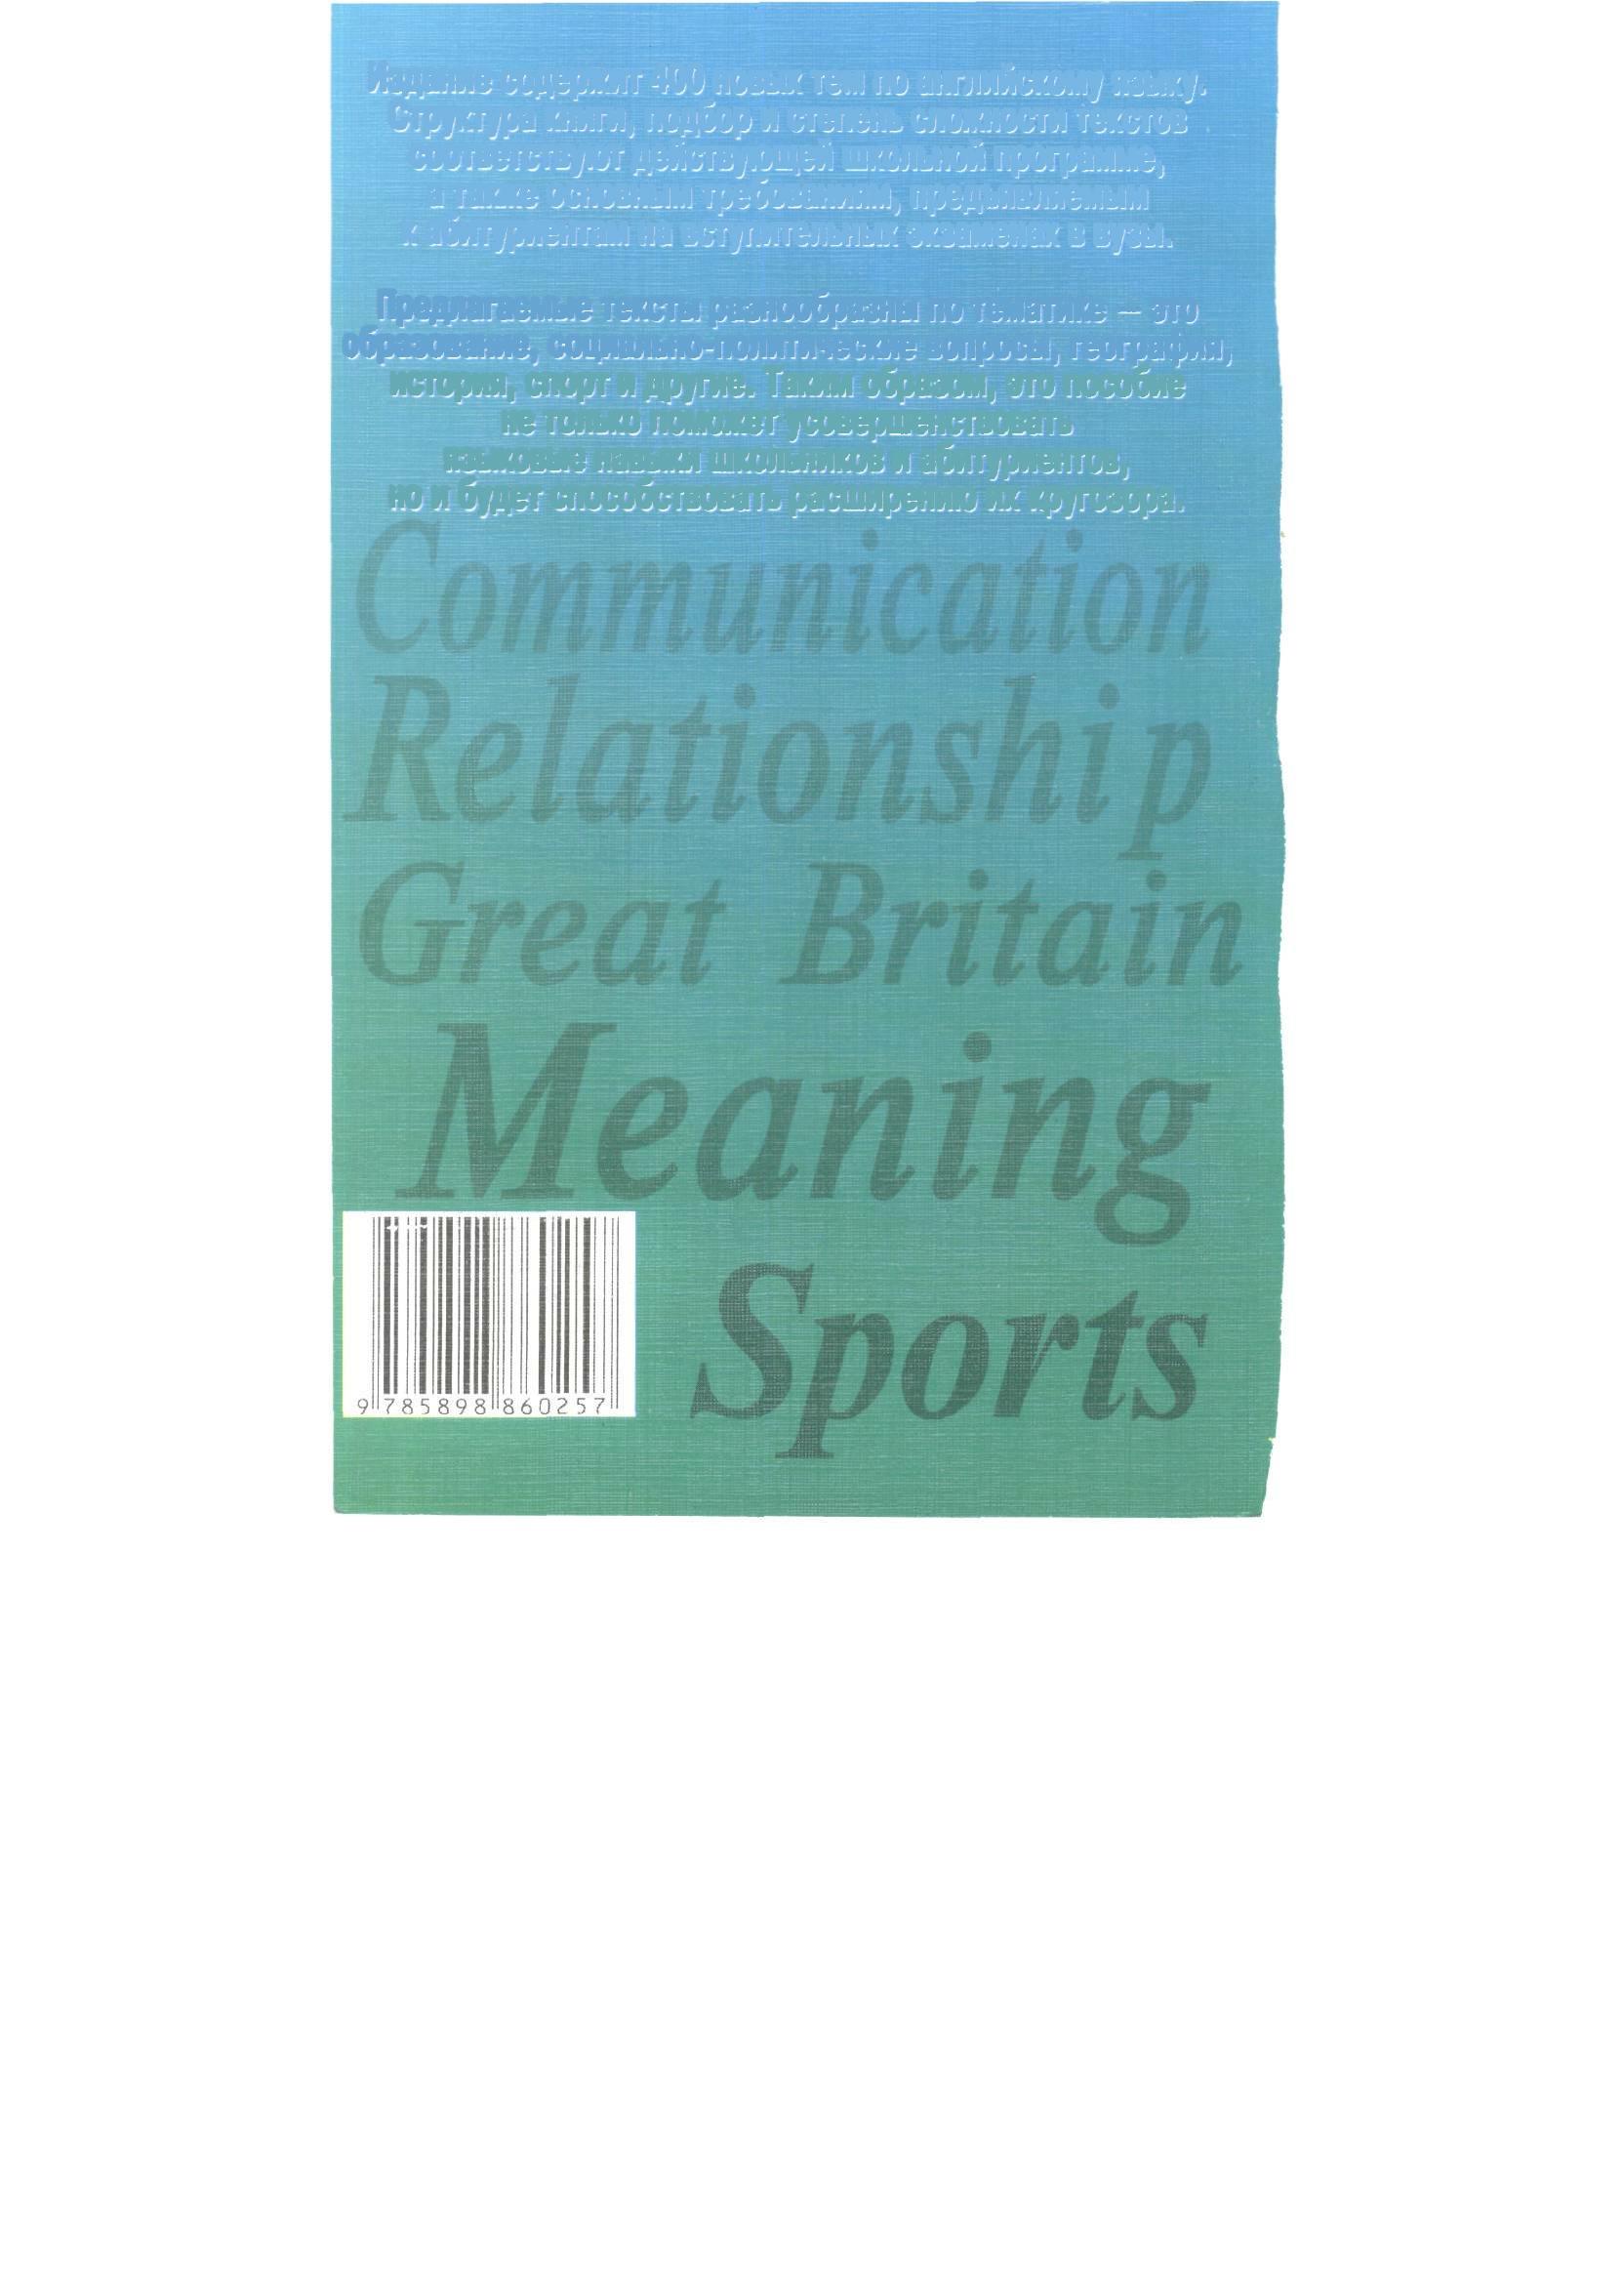 Издание содержит 400 новых тем по английскому языку.
Структура книги, подбор и степень сложности текстов
соответствуют действующей школьной программе,
а также основным требованиям, предъявляемым
к абитуриентам на вступительных экзаменах в вузы.
Предлагаемые тексты разнообразны по тематике — это
образование, социально-политические вопросы, география,
история, спорт и другие. Таким образом, это пособие
не только поможет усовершенствовать
языковые навыки школьников и абитуриентов,
но и будет способствовать расширению их кругозора.
Communication
Relationship
Great Britain
Meaning
Sports
9 785898 860257